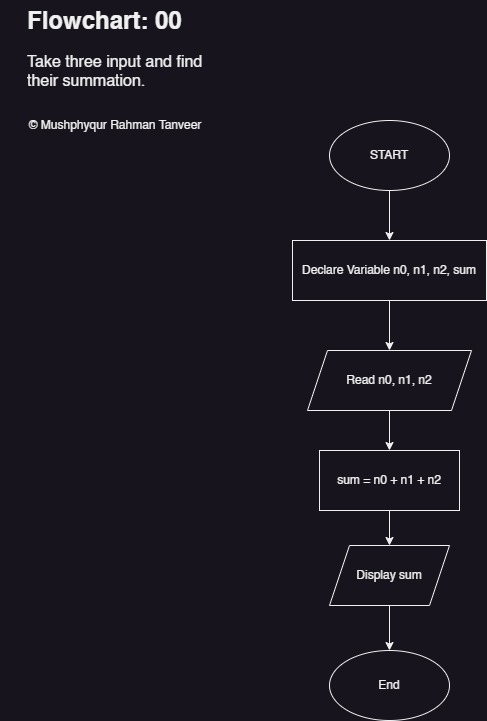 Flowchart: 00
Take three input and find
their summation.
© Mushphyqur Rahman Tanveer
START
Declare Variable n0, n1, n2, sum
Read n0, n1, n2
sum = n0 + n1 + n2
Display sum
End